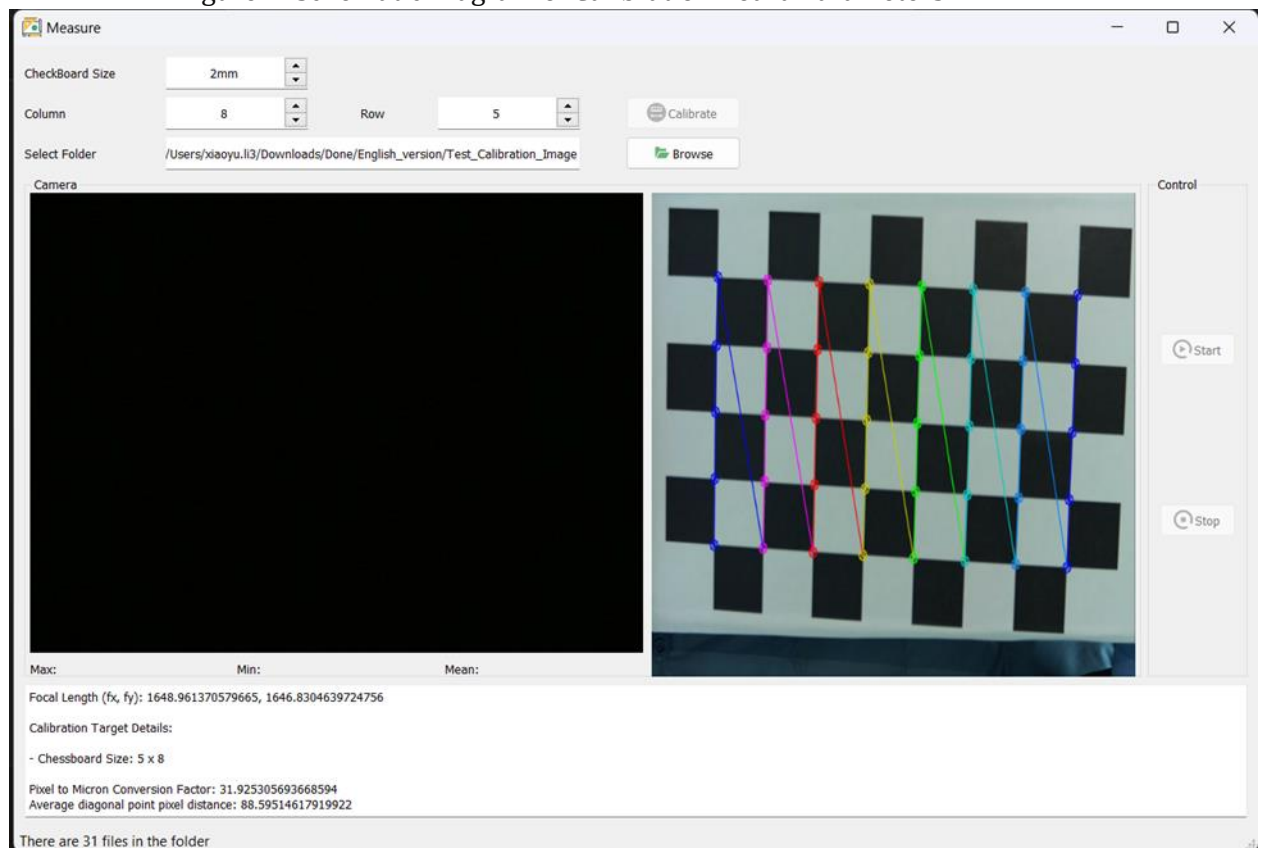 Measure
CheckBoard Size 2mm
Column 8 Row 5 Calibrate
Select Folder /Users/xiaoyu.li3/Downloads/Done/English_version/Test_Calibration_Image Browse
Camera Control
Start
Stop
Max: Min: Mean:
Focal Length (fx, fy): 1648.961370579665, 1646.8304639724756
Calibration Target Details:
- Chessboard Size: 5 x 8
Pixel to Micron Conversion Factor: 31.925305693668594
Average diagonal point pixel distance: 88.59514617919922
There are 31 files in the folder